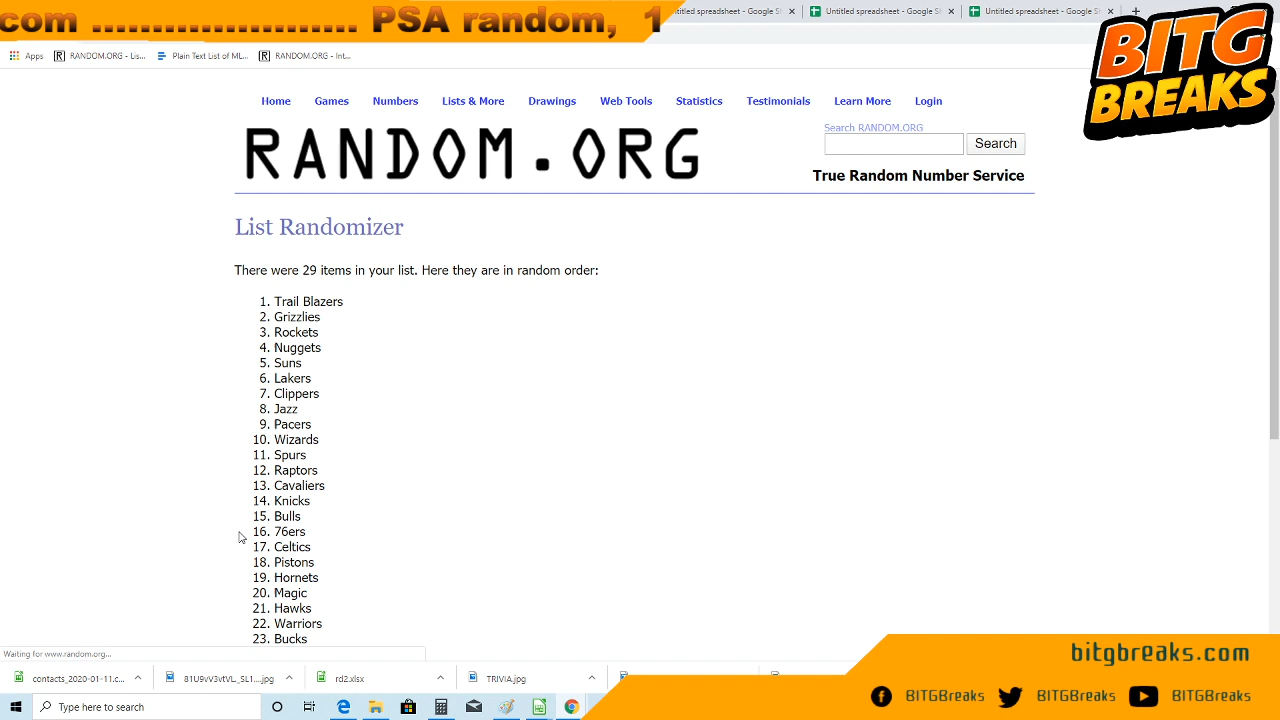 com ........................ PSA random, 1
ntitled spreadsheet - Google S
Untitled spreadsheet - Google S
Untitled spreadsheet - Google S
BITG
BREAKS
Apps
RANDOM.ORG - Lis...
Plain Text List of ML...
RANDOM.ORG - Int...
Home Games Numbers Lists & More Drawings Web Tools Statistics Testimonials Learn More Login
RANDOM.ORG
Search RANDOM.ORG
Search
True Random Number Service
List Randomizer
There were 29 items in your list. Here they are in random order:
1. Trail Blazers
2. Grizzlies
3. Rockets
4. Nuggets
5. Suns
6. Lakers
7. Clippers
8. Jazz
9. Pacers
10. Wizards
11. Spurs
12. Raptors
13. Cavaliers
14. Knicks
15. Bulls
16. 76ers
17. Celtics
18. Pistons
19. Hornets
20. Magic
21. Hawks
22. Warriors
23. Bucks
Waiting for www.random.org...
bitgbreaks.com
contacts_2020-01-11.c...
81U9vV3vtVL._SL1....jpg
rd2.xlsx
TRIVIA.jpg
Type here to search
BITGBreaks
BITGBreaks
BITGBreaks